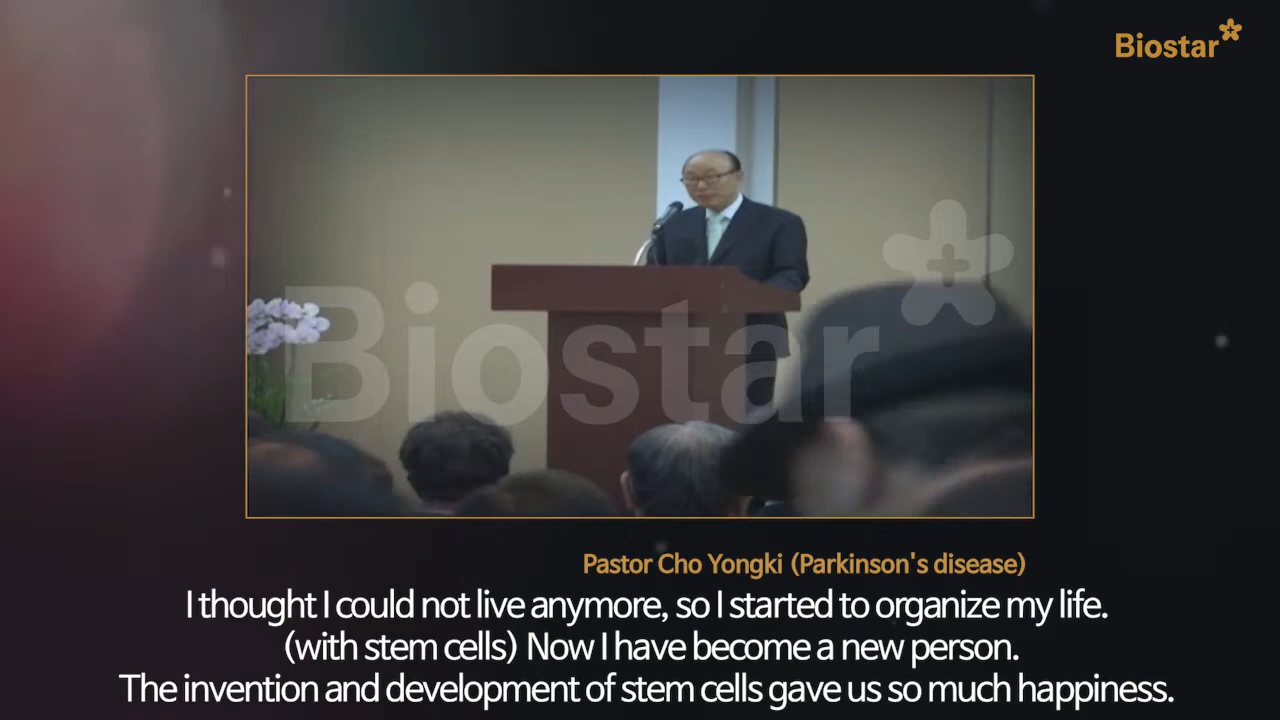 Biostar
Biostar
Pastor Cho Yongki (Parkinson's disease)
I thought I could not live anymore, so I started to organize my life.
(with stem cells) Now I have become a new person.
The invention and development of stem cells gave us so much happiness.